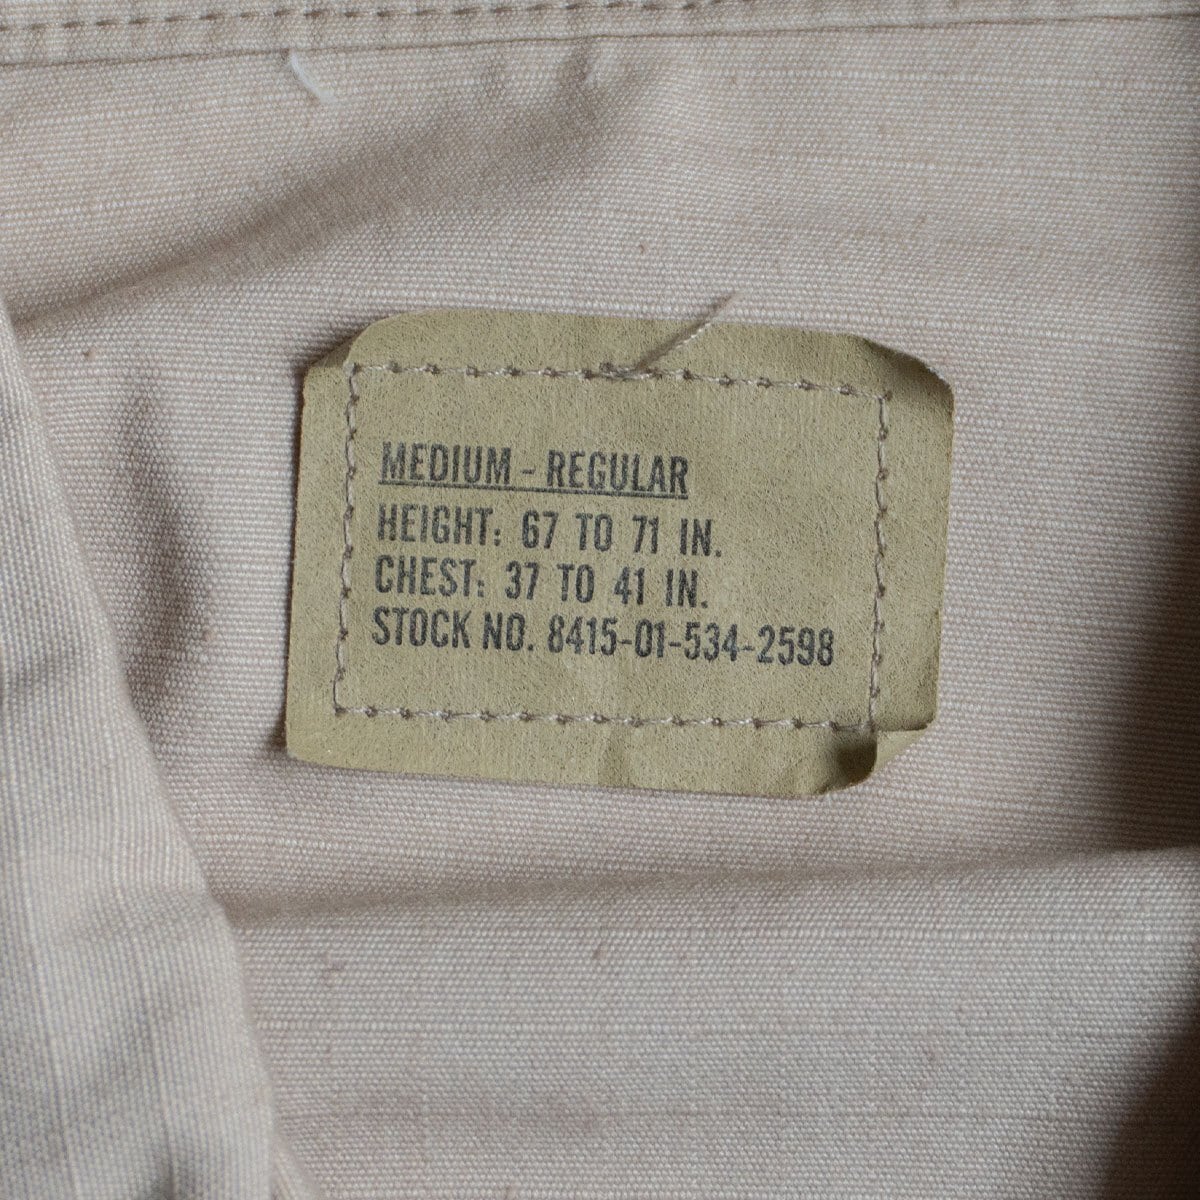 MEDIUM - REGULAR
HEIGHT: 67 TO 71 IN.
CHEST: 37 TO 41 IN.
STOCK NO. 8415-01-534-2598